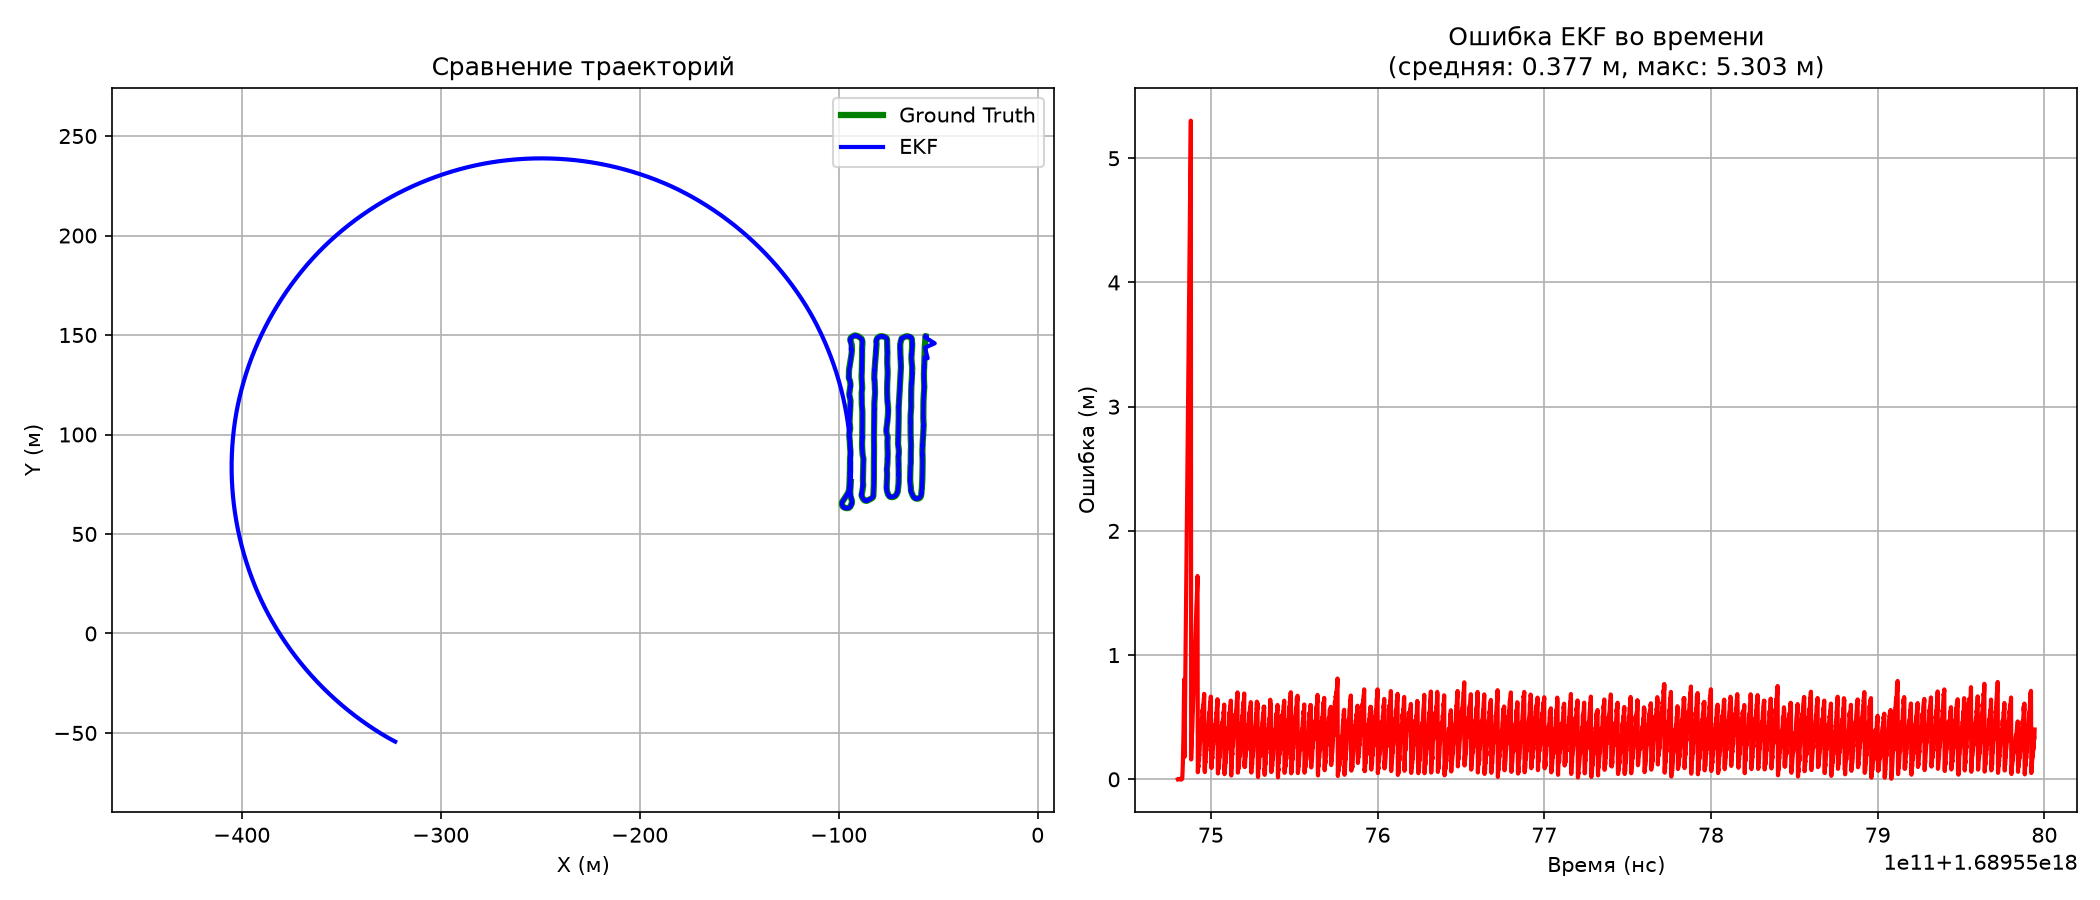 Сравнение траекторий
Ground Truth
EKF
250
200
150
100
50
0
−50
Y (м)
−400
−300
−200
−100
0
X (м)
Ошибка EKF во времени
(средняя: 0.377 м, макс: 5.303 м)
5
4
3
2
1
0
Ошибка (м)
75
76
77
78
79
80
Время (нс)
1e11+1.68955e18